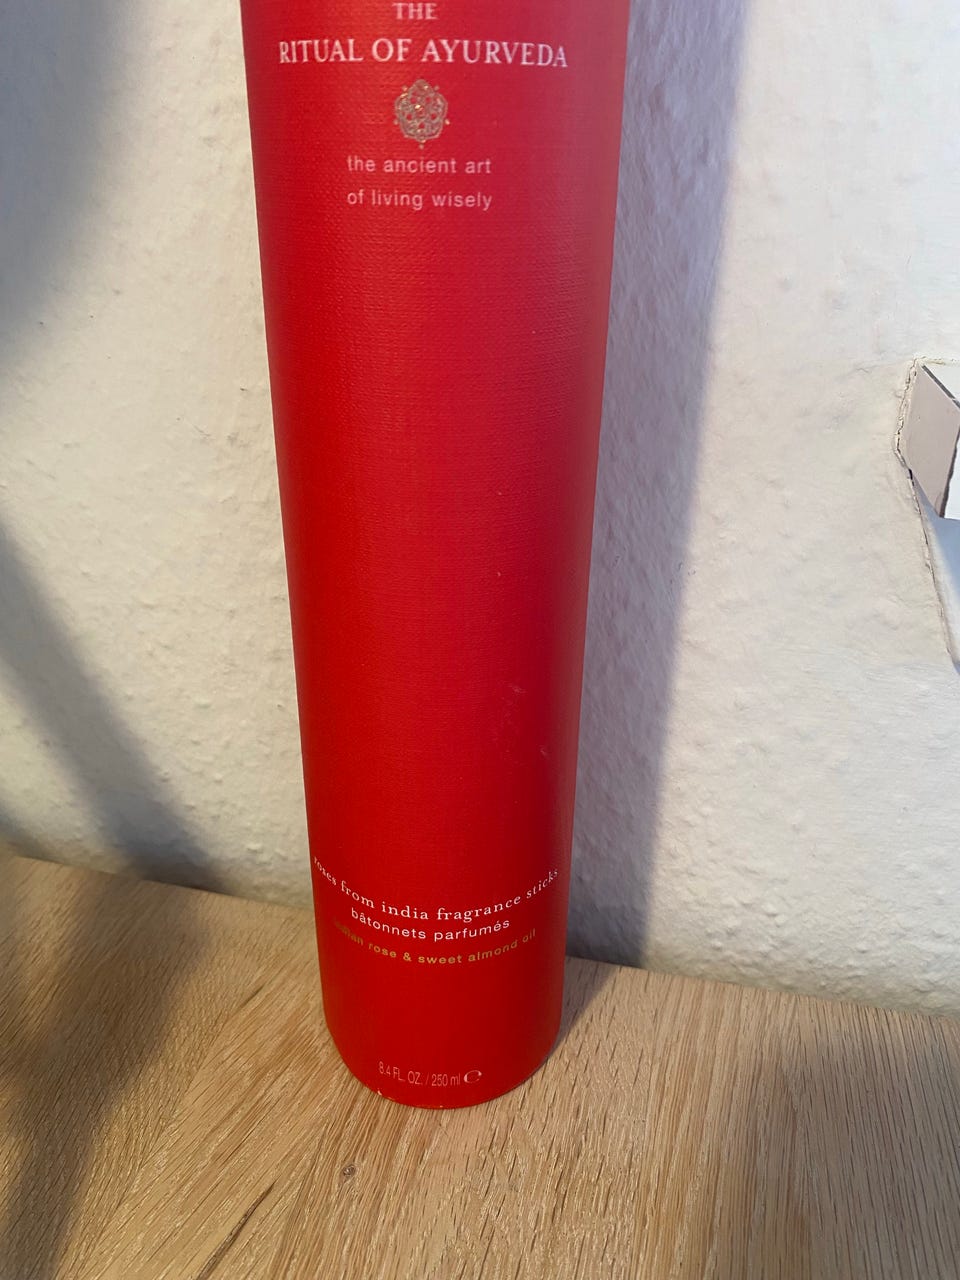 THE
RITUAL OF AYURVEDA
the ancient art
of living wisely
roses from india fragrance sticks
bâtonnets parfumés
indian rose & sweet almond oil
8.4 FL. OZ. / 250 ml ℮